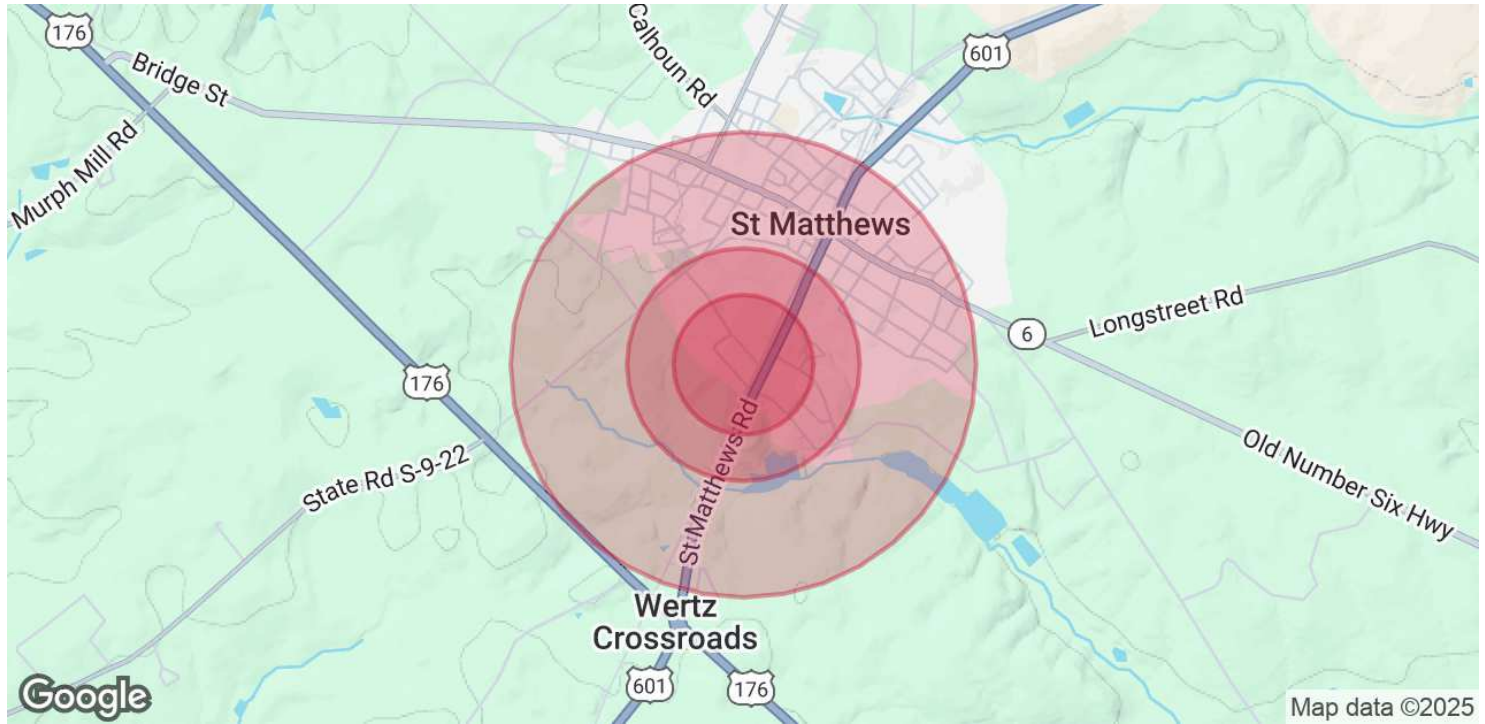 176
Bridge St
Murph Mill Rd
Calhoun Rd
601
St Matthews
Longstreet Rd
6
176
State Rd S-9-22
Old Number Six Hwy
St Matthews Rd
Wertz
Crossroads
601
176
Google
Map data ©2025